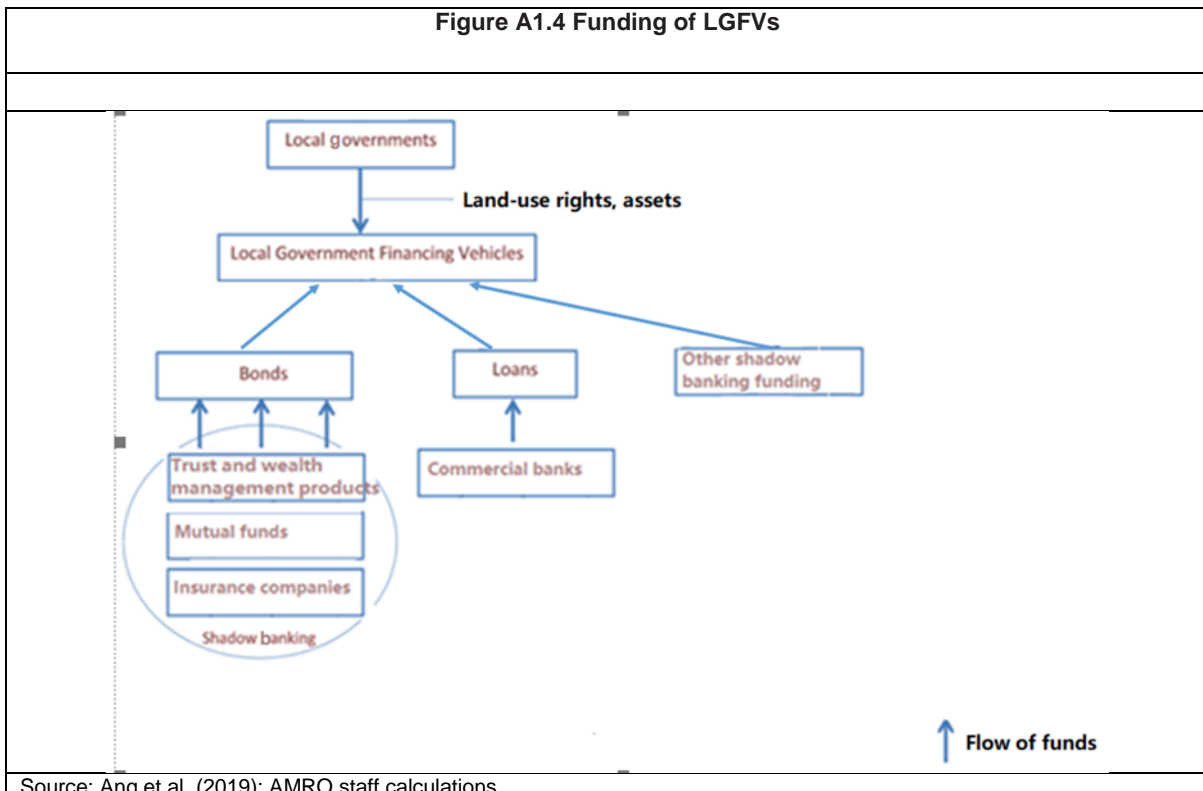 Figure A1.4 Funding of LGFVs
Local governments
Land-use rights, assets
Local Government Financing Vehicles
Bonds
Loans
Other shadow
banking funding
Trust and wealth
management products
Commercial banks
Mutual funds
Insurance companies
Shadow banking
Flow of funds
Source: Ang et al. (2019); AMRO staff calculations